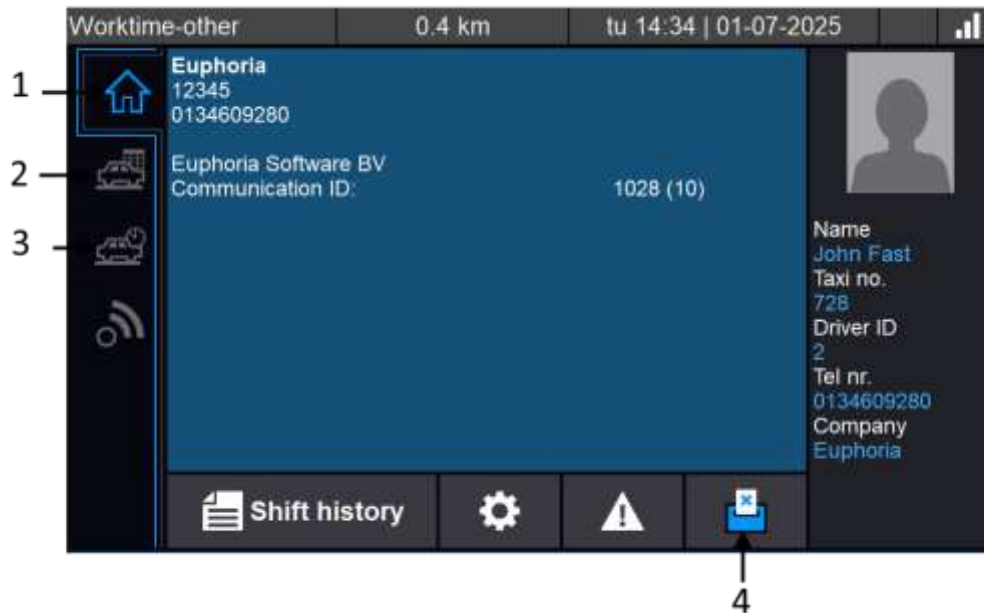 Worktime-other 0.4 km tu 14:34 | 01-07-2025
1
2
3
Euphoria
12345
0134609280
Euphoria Software BV
Communication ID: 1028 (10)
Name
John Fast
Taxi no.
728
Driver ID
2
Tel nr.
0134609280
Company
Euphoria
Shift history
4